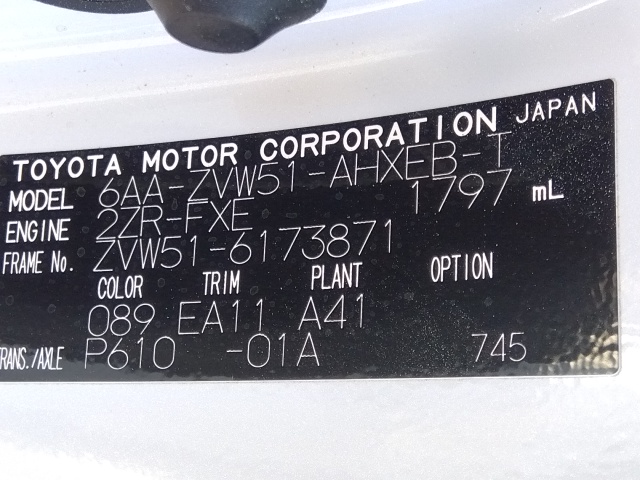 TOYOTA MOTOR CORPORATION JAPAN
MODEL 6AA-ZVW51-AHXEB-T
ENGINE 2ZR-FXE 1797 mL
FRAME No. ZVW51-6173871
COLOR TRIM PLANT OPTION
089 EA11 A41
TRANS./AXLE P610 -01A 745